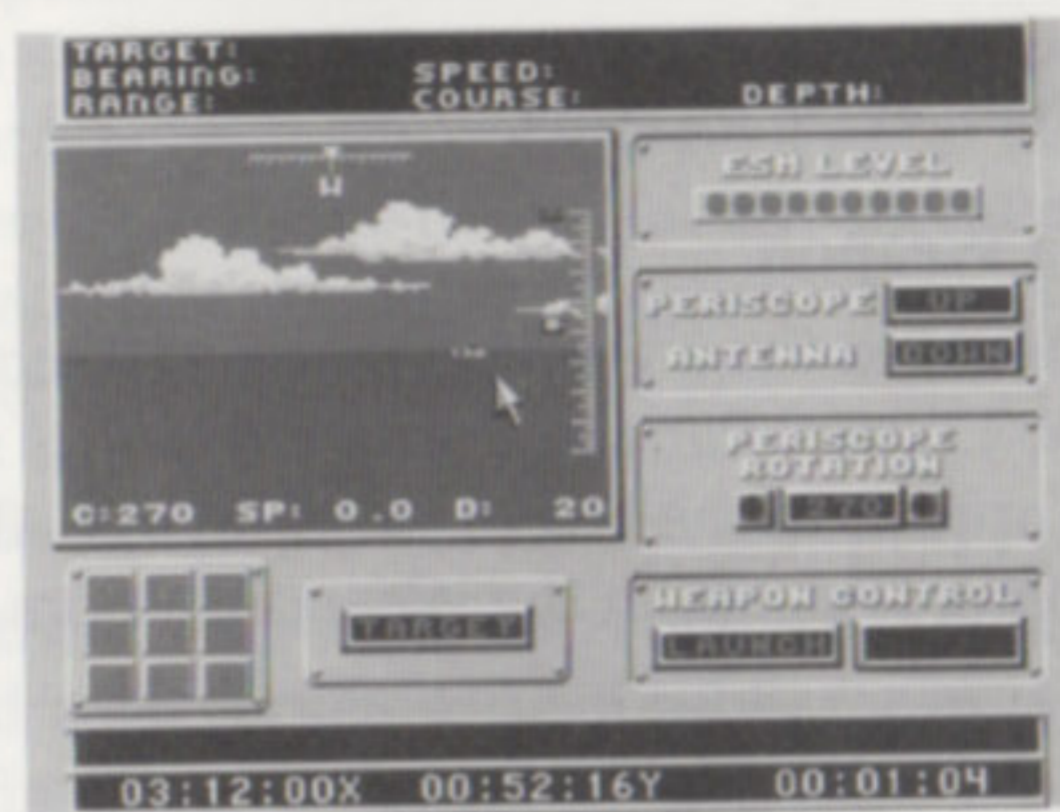 TARGET:
BEARING: SPEED:
RANGE: COURSE: DEPTH:
W
ESM LEVEL
PERISCOPE UP
ANTENNA DOWN
PERISCOPE
ROTATION
270
C:270 SP: 0.0 D: 20
TARGET
WEAPON CONTROL
LAUNCH
03:12:00X 00:52:16Y 00:01:04